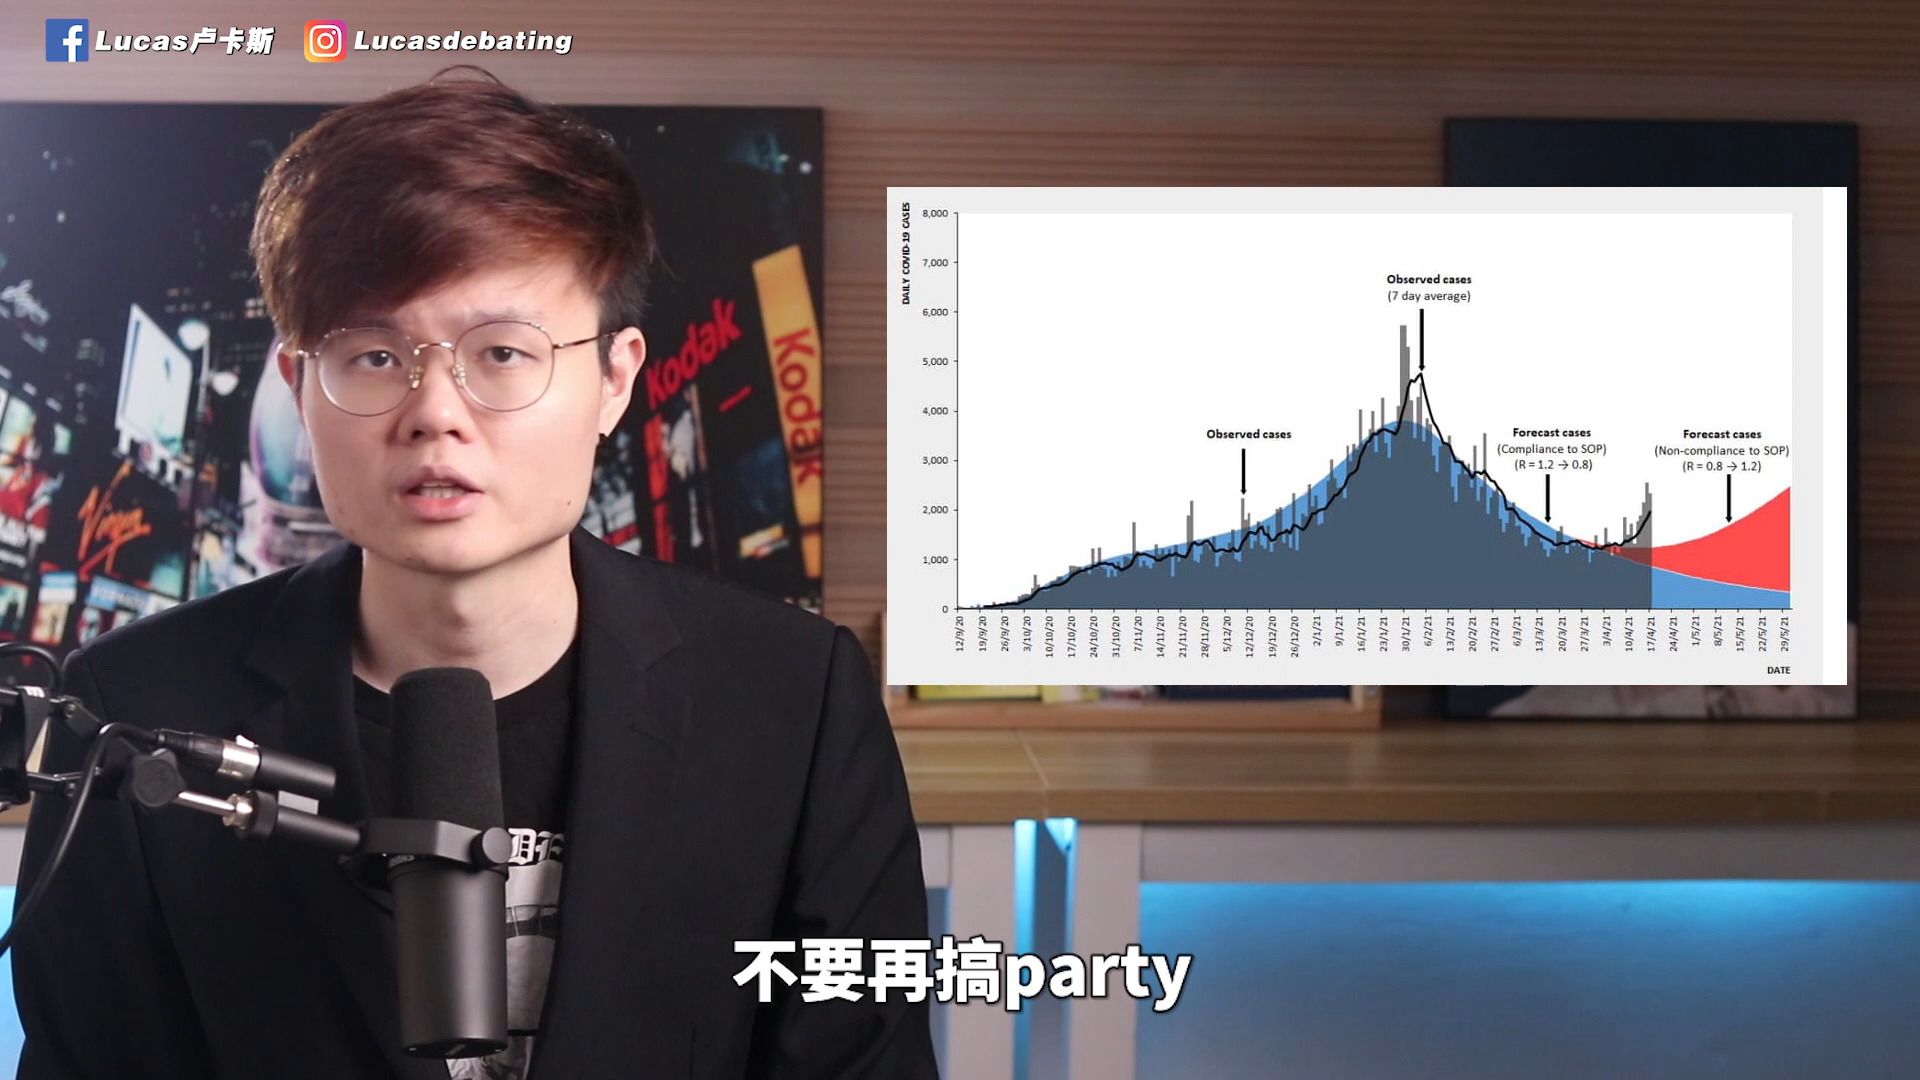 Lucas卢卡斯
Lucasdebating
Kodak
Kodak
Virgin
DAILY COVID-19 CASES
8,000
7,000
6,000
5,000
4,000
3,000
2,000
1,000
0
Observed cases
(7 day average)
Observed cases
Forecast cases
(Compliance to SOP)
(R = 1.2 → 0.8)
Forecast cases
(Non-compliance to SOP)
(R = 0.8 → 1.2)
12/9/20
19/9/20
26/9/20
3/10/20
10/10/20
17/10/20
24/10/20
31/10/20
7/11/20
14/11/20
21/11/20
28/11/20
5/12/20
12/12/20
19/12/20
26/12/20
2/1/21
9/1/21
16/1/21
23/1/21
30/1/21
6/2/21
13/2/21
20/2/21
27/2/21
6/3/21
13/3/21
20/3/21
27/3/21
3/4/21
10/4/21
17/4/21
24/4/21
1/5/21
8/5/21
15/5/21
22/5/21
29/5/21
DATE
不要再搞party